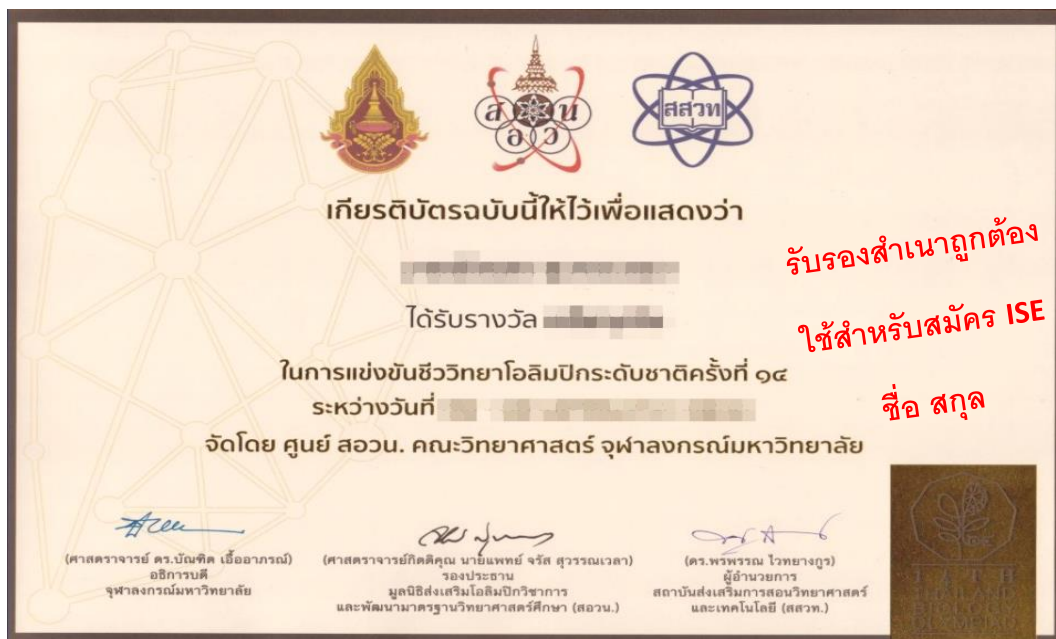 สอวน
สสวท
เกียรติบัตรฉบับนี้ให้ไว้เพื่อแสดงว่า
ได้รับรางวัล
ในการแข่งขันชีววิทยาโอลิมปิกระดับชาติครั้งที่ ๑๔
ระหว่างวันที่
จัดโดย ศูนย์ สอวน. คณะวิทยาศาสตร์ จุฬาลงกรณ์มหาวิทยาลัย
รับรองสำเนาถูกต้อง
ใช้สำหรับสมัคร ISE
ชื่อ สกุล
(ศาสตราจารย์ ดร.บัณฑิต เอื้ออาภรณ์)
อธิการบดี
จุฬาลงกรณ์มหาวิทยาลัย
(ศาสตราจารย์กิตติคุณ นายแพทย์ จรัส สุวรรณเวลา)
รองประธาน
มูลนิธิส่งเสริมโอลิมปิกวิชาการ
และพัฒนามาตรฐานวิทยาศาสตร์ศึกษา (สอวน.)
(ดร.พรพรรณ ไวทยางกูร)
ผู้อำนวยการ
สถาบันส่งเสริมการสอนวิทยาศาสตร์
และเทคโนโลยี (สสวท.)
14TH
THAILAND
BIOLOGY
OLYMPIAD